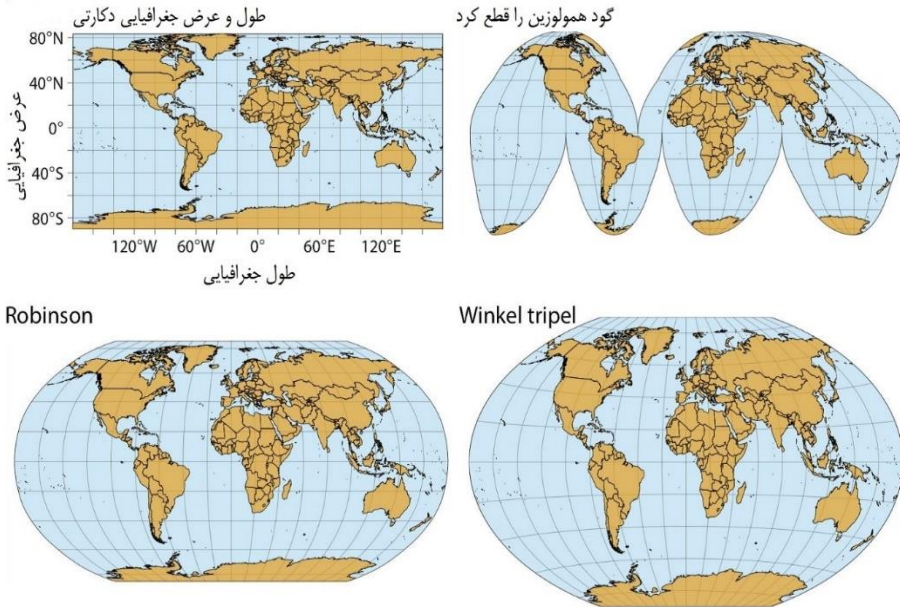 طول و عرض جغرافیایی دکارتی
80°N
40°N
0°
40°S
80°S
عرض جغرافیایی
120°W 60°W 0° 60°E 120°E
طول جغرافیایی
گود همولوزین را قطع کرد
Robinson
Winkel tripel